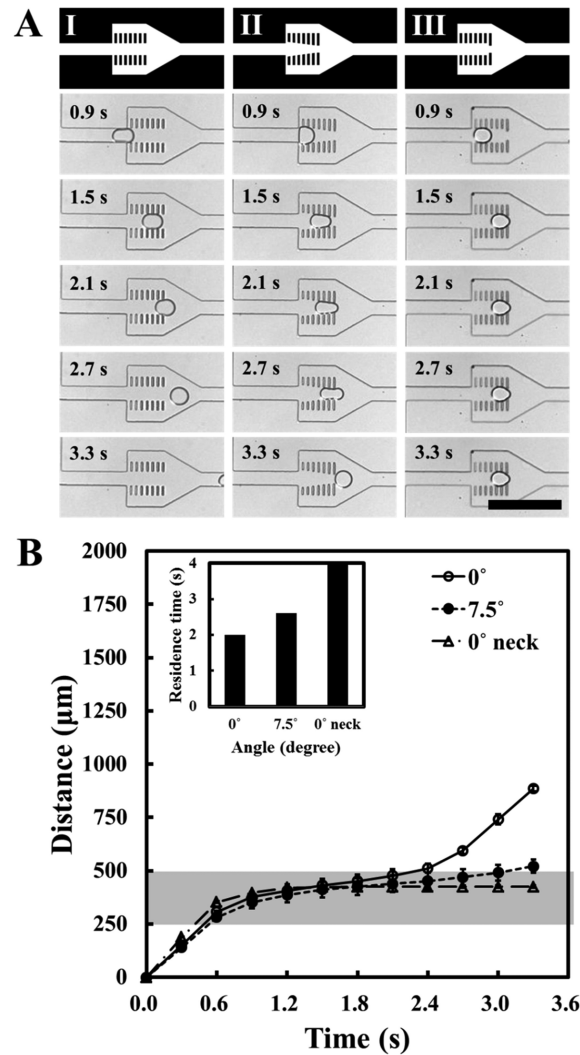 A I II III
0.9 s 0.9 s 0.9 s
1.5 s 1.5 s 1.5 s
2.1 s 2.1 s 2.1 s
2.7 s 2.7 s 2.7 s
3.3 s 3.3 s 3.3 s
B
2000
1750
1500
1250
1000
750
500
250
0
Distance (μm)
4
3
2
1
0
Residence time (s)
0˚ 7.5˚ 0˚ neck
Angle (degree)
0˚
7.5˚
0˚ neck
0.0 0.6 1.2 1.8 2.4 3.0 3.6
Time (s)